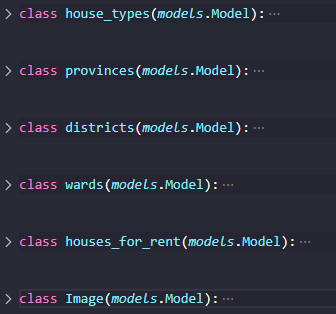 class house_types(models.Model): ···
class provinces(models.Model): ···
class districts(models.Model): ···
class wards(models.Model): ···
class houses_for_rent(models.Model): ···
class Image(models.Model): ···